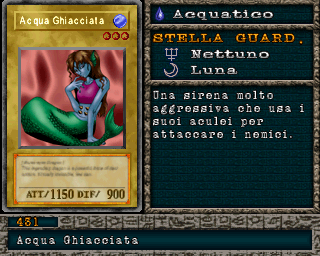 Acqua Ghiacciata
ATT/1150 DIF/ 900
Acquatico
STELLA GUARD.
Nettuno
Luna
Una sirena molto
aggressiva che usa i
suoi aculei per
attaccare i nemici.
431
Acqua Ghiacciata